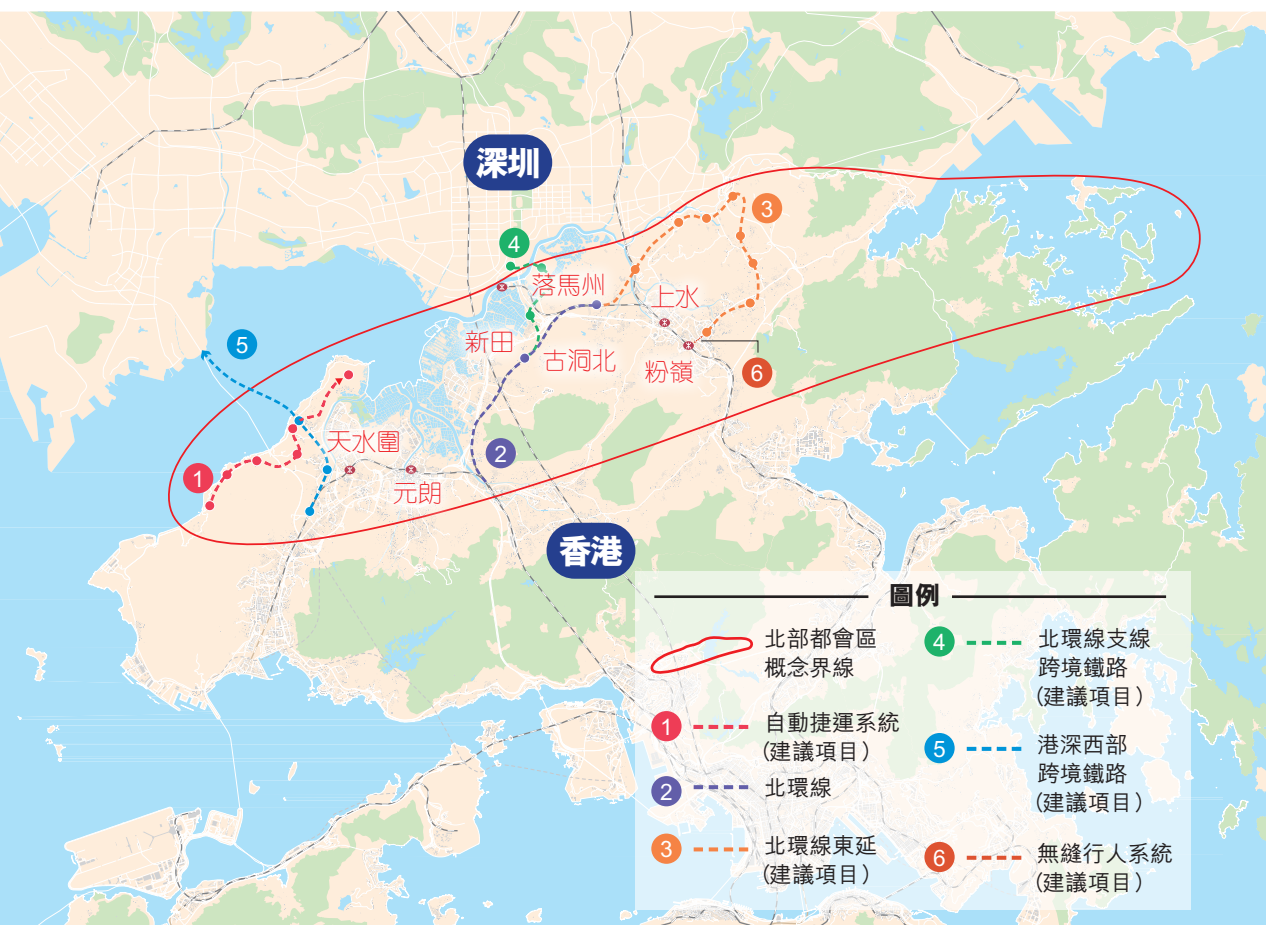 深圳
3
4
落馬州
上水
5
新田
古洞北
粉嶺
6
天水圍
2
1
元朗
香港
圖例
北部都會區
概念界線
1 自動捷運系統
(建議項目)
2 北環線
3 北環線東延
(建議項目)
4 北環線支線
跨境鐵路
(建議項目)
5 港深西部
跨境鐵路
(建議項目)
6 無縫行人系統
(建議項目)